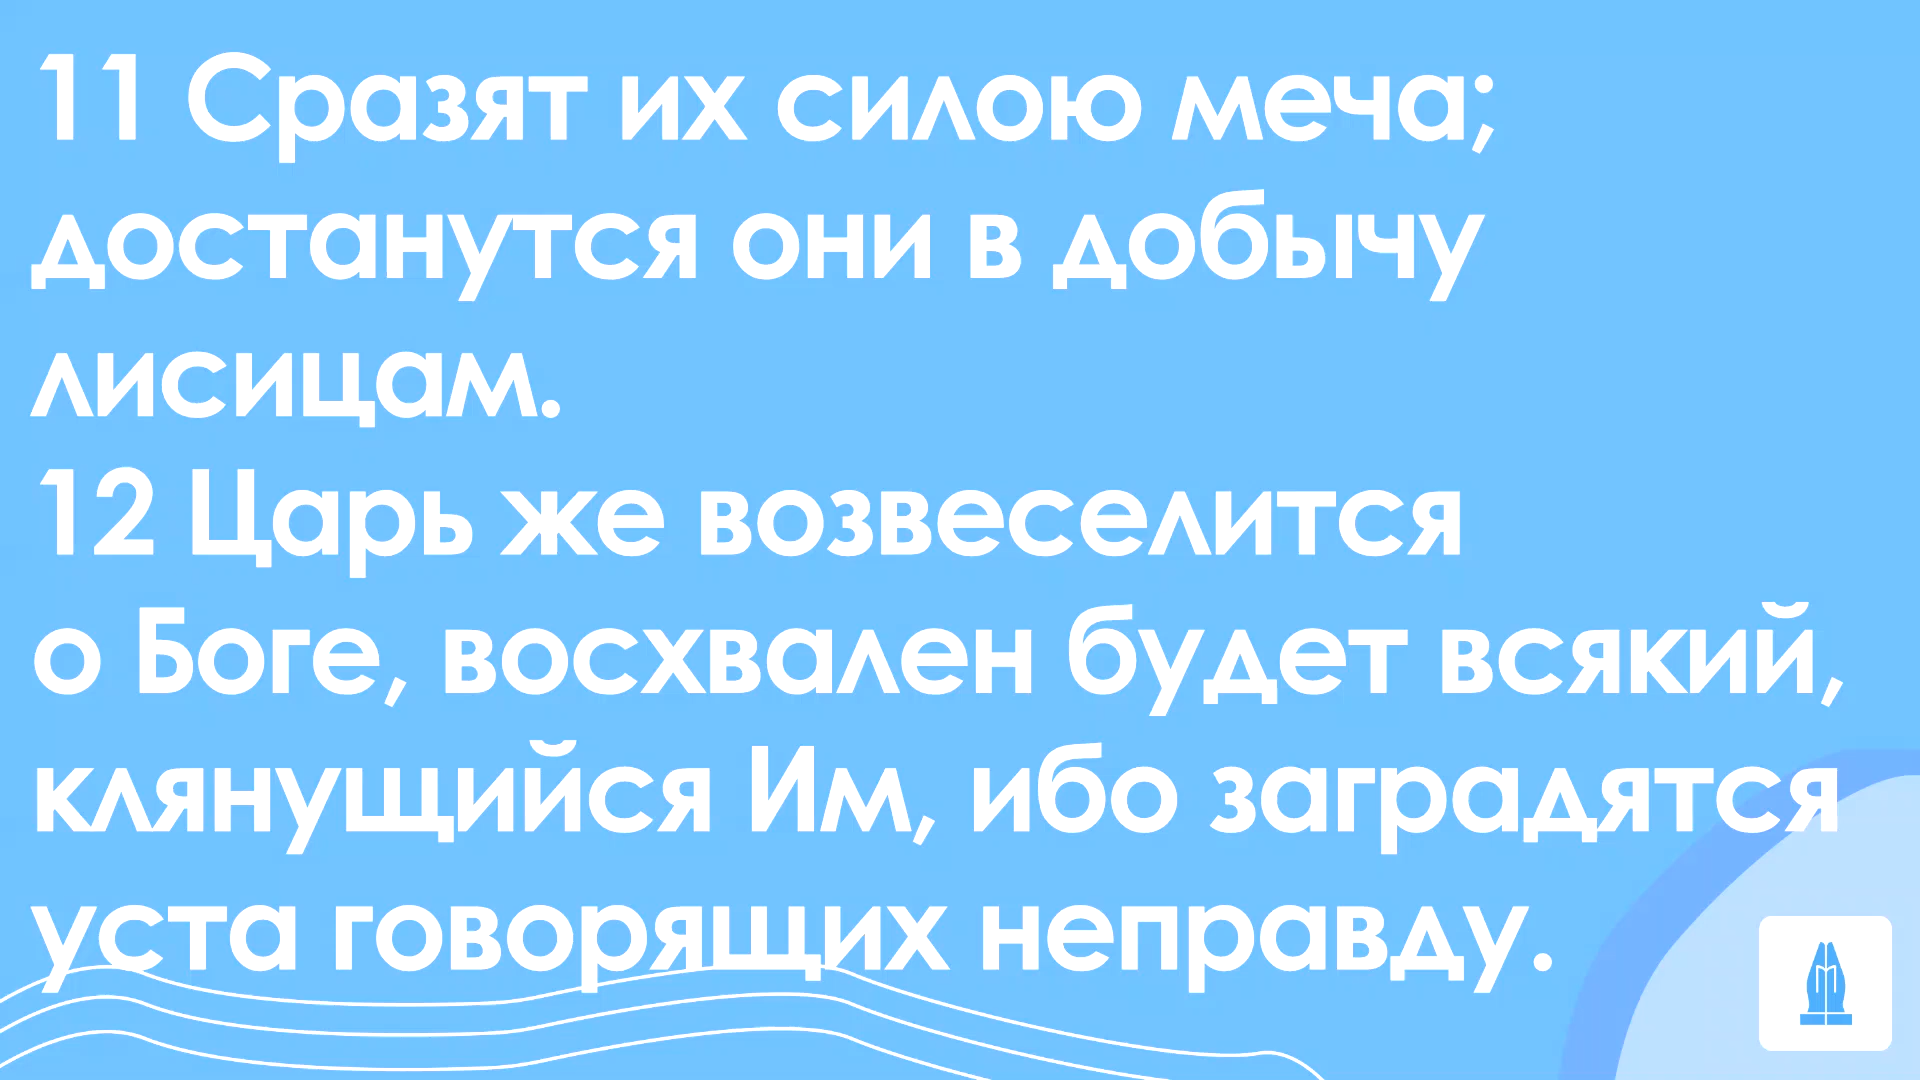 11 Сразят их силою меча;
достанутся они в добычу
лисицам.
12 Царь же возвеселится
о Боге, восхвален будет всякий,
клянущийся Им, ибо заградятся
уста говорящих неправду.